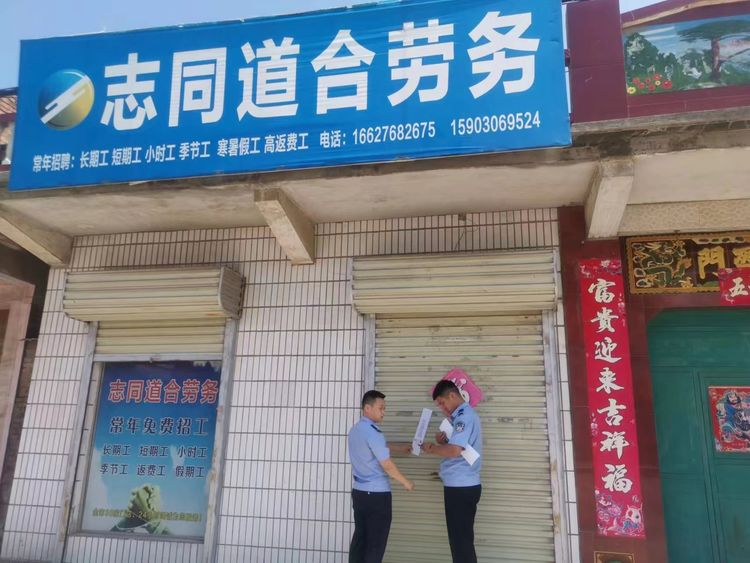 志同道合劳务
常年招聘：长期工 短期工 小时工 季节工 寒暑假工 高返费工 电话：16627682675 15903069524
志同道合劳务
常年免费招工
长期工 短期工 小时工
季节工 返费工 假期工
富貴迎来吉祥福
門
五